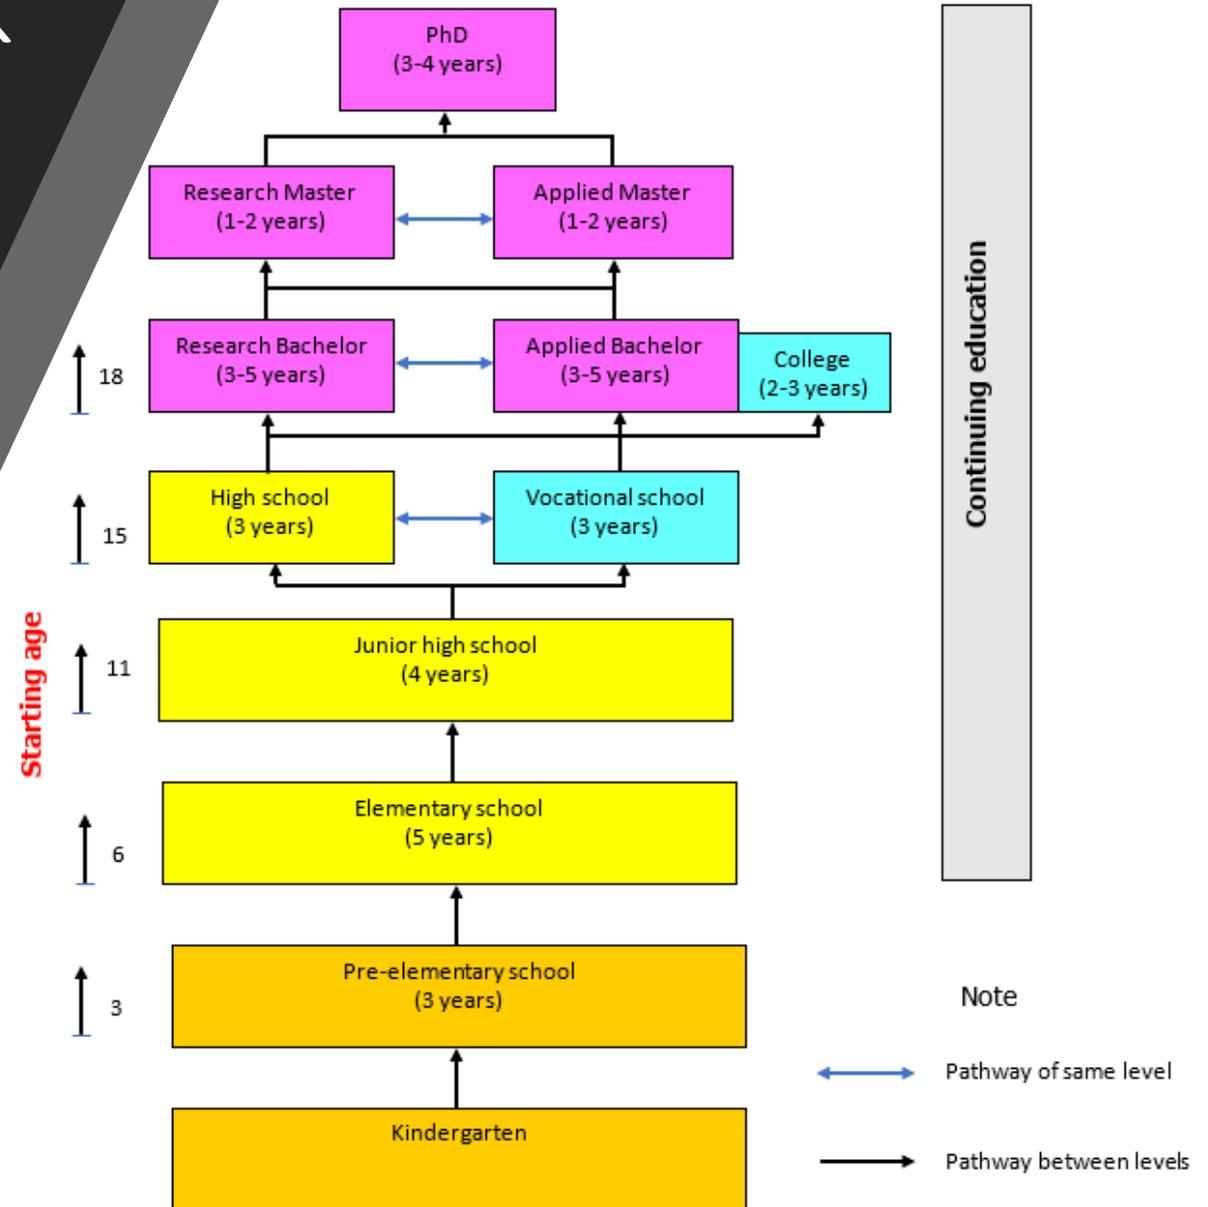 PhD
(3-4 years)
Research Master
(1-2 years)
Applied Master
(1-2 years)
Research Bachelor
(3-5 years)
Applied Bachelor
(3-5 years)
College
(2-3 years)
18
High school
(3 years)
Vocational school
(3 years)
15
Junior high school
(4 years)
11
Elementary school
(5 years)
6
Pre-elementary school
(3 years)
3
Kindergarten
Starting age
Continuing education
Note
Pathway of same level
Pathway between levels